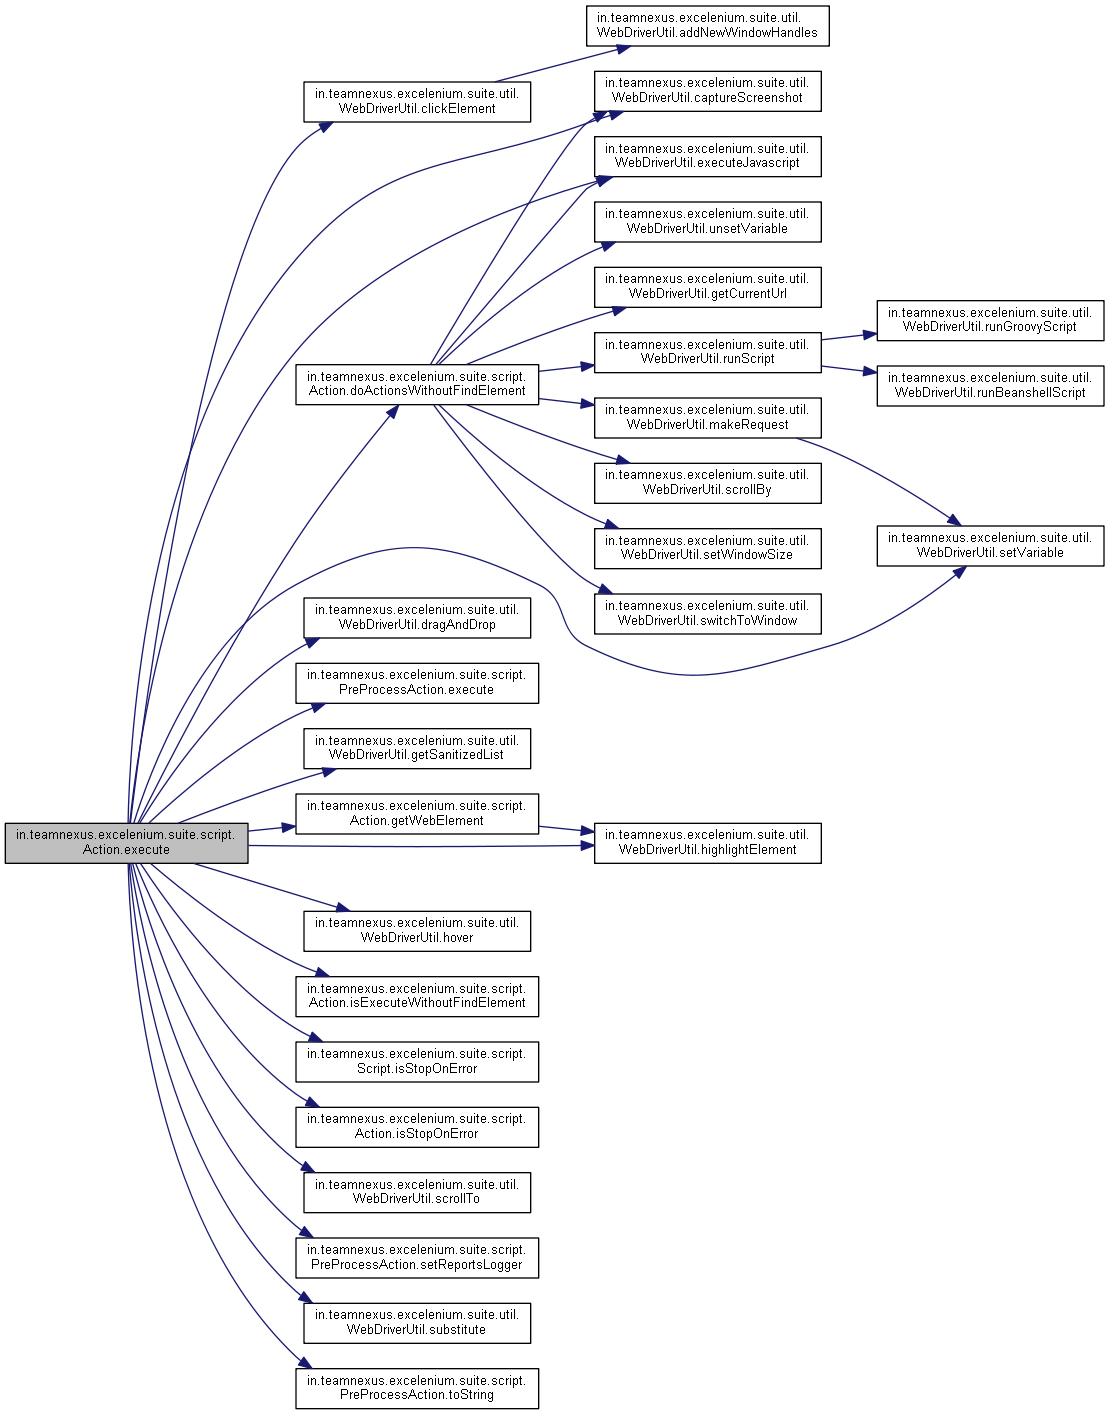 in.teamnexus.excelenium.suite.util.
WebDriverUtil.addNewWindowHandles
in.teamnexus.excelenium.suite.util.
WebDriverUtil.clickElement
in.teamnexus.excelenium.suite.util.
WebDriverUtil.captureScreenshot
in.teamnexus.excelenium.suite.util.
WebDriverUtil.executeJavascript
in.teamnexus.excelenium.suite.util.
WebDriverUtil.unsetVariable
in.teamnexus.excelenium.suite.util.
WebDriverUtil.getCurrentUrl
in.teamnexus.excelenium.suite.util.
WebDriverUtil.runScript
in.teamnexus.excelenium.suite.util.
WebDriverUtil.runGroovyScript
in.teamnexus.excelenium.suite.util.
WebDriverUtil.runBeanshellScript
in.teamnexus.excelenium.suite.script.
Action.doActionsWithoutFindElement
in.teamnexus.excelenium.suite.util.
WebDriverUtil.makeRequest
in.teamnexus.excelenium.suite.util.
WebDriverUtil.scrollBy
in.teamnexus.excelenium.suite.util.
WebDriverUtil.setWindowSize
in.teamnexus.excelenium.suite.util.
WebDriverUtil.setVariable
in.teamnexus.excelenium.suite.util.
WebDriverUtil.switchToWindow
in.teamnexus.excelenium.suite.util.
WebDriverUtil.dragAndDrop
in.teamnexus.excelenium.suite.script.
PreProcessAction.execute
in.teamnexus.excelenium.suite.util.
WebDriverUtil.getSanitizedList
in.teamnexus.excelenium.suite.script.
Action.getWebElement
in.teamnexus.excelenium.suite.script.
Action.execute
in.teamnexus.excelenium.suite.util.
WebDriverUtil.highlightElement
in.teamnexus.excelenium.suite.util.
WebDriverUtil.hover
in.teamnexus.excelenium.suite.script.
Action.isExecuteWithoutFindElement
in.teamnexus.excelenium.suite.script.
Script.isStopOnError
in.teamnexus.excelenium.suite.script.
Action.isStopOnError
in.teamnexus.excelenium.suite.util.
WebDriverUtil.scrollTo
in.teamnexus.excelenium.suite.script.
PreProcessAction.setReportsLogger
in.teamnexus.excelenium.suite.util.
WebDriverUtil.substitute
in.teamnexus.excelenium.suite.script.
PreProcessAction.toString